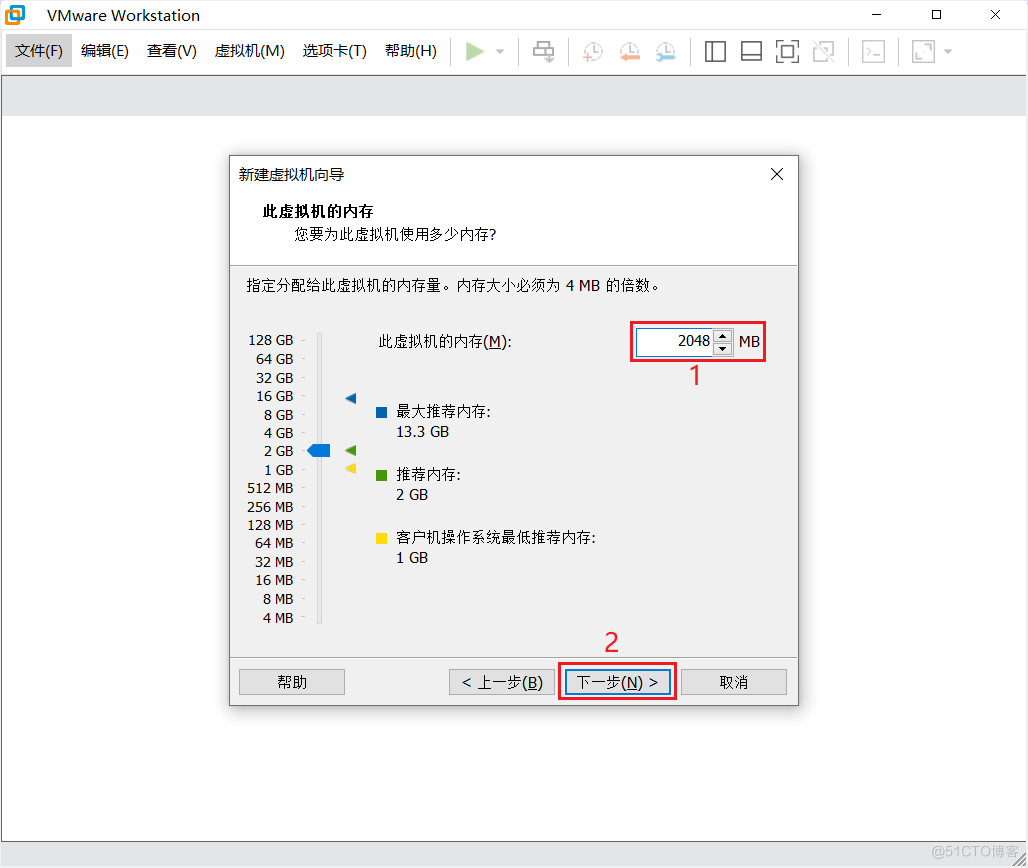 VMware Workstation
文件(F) 编辑(E) 查看(V) 虚拟机(M) 选项卡(T) 帮助(H)
新建虚拟机向导
此虚拟机的内存
您要为此虚拟机使用多少内存?
指定分配给此虚拟机的内存量。内存大小必须为 4 MB 的倍数。
此虚拟机的内存(M): 2048 MB
1
128 GB
64 GB
32 GB
16 GB
8 GB
4 GB
2 GB
1 GB
512 MB
256 MB
128 MB
64 MB
32 MB
16 MB
8 MB
4 MB
最大推荐内存:
13.3 GB
推荐内存:
2 GB
客户机操作系统最低推荐内存:
1 GB
2
帮助 < 上一步(B) 下一步(N) > 取消
@51CTO博客